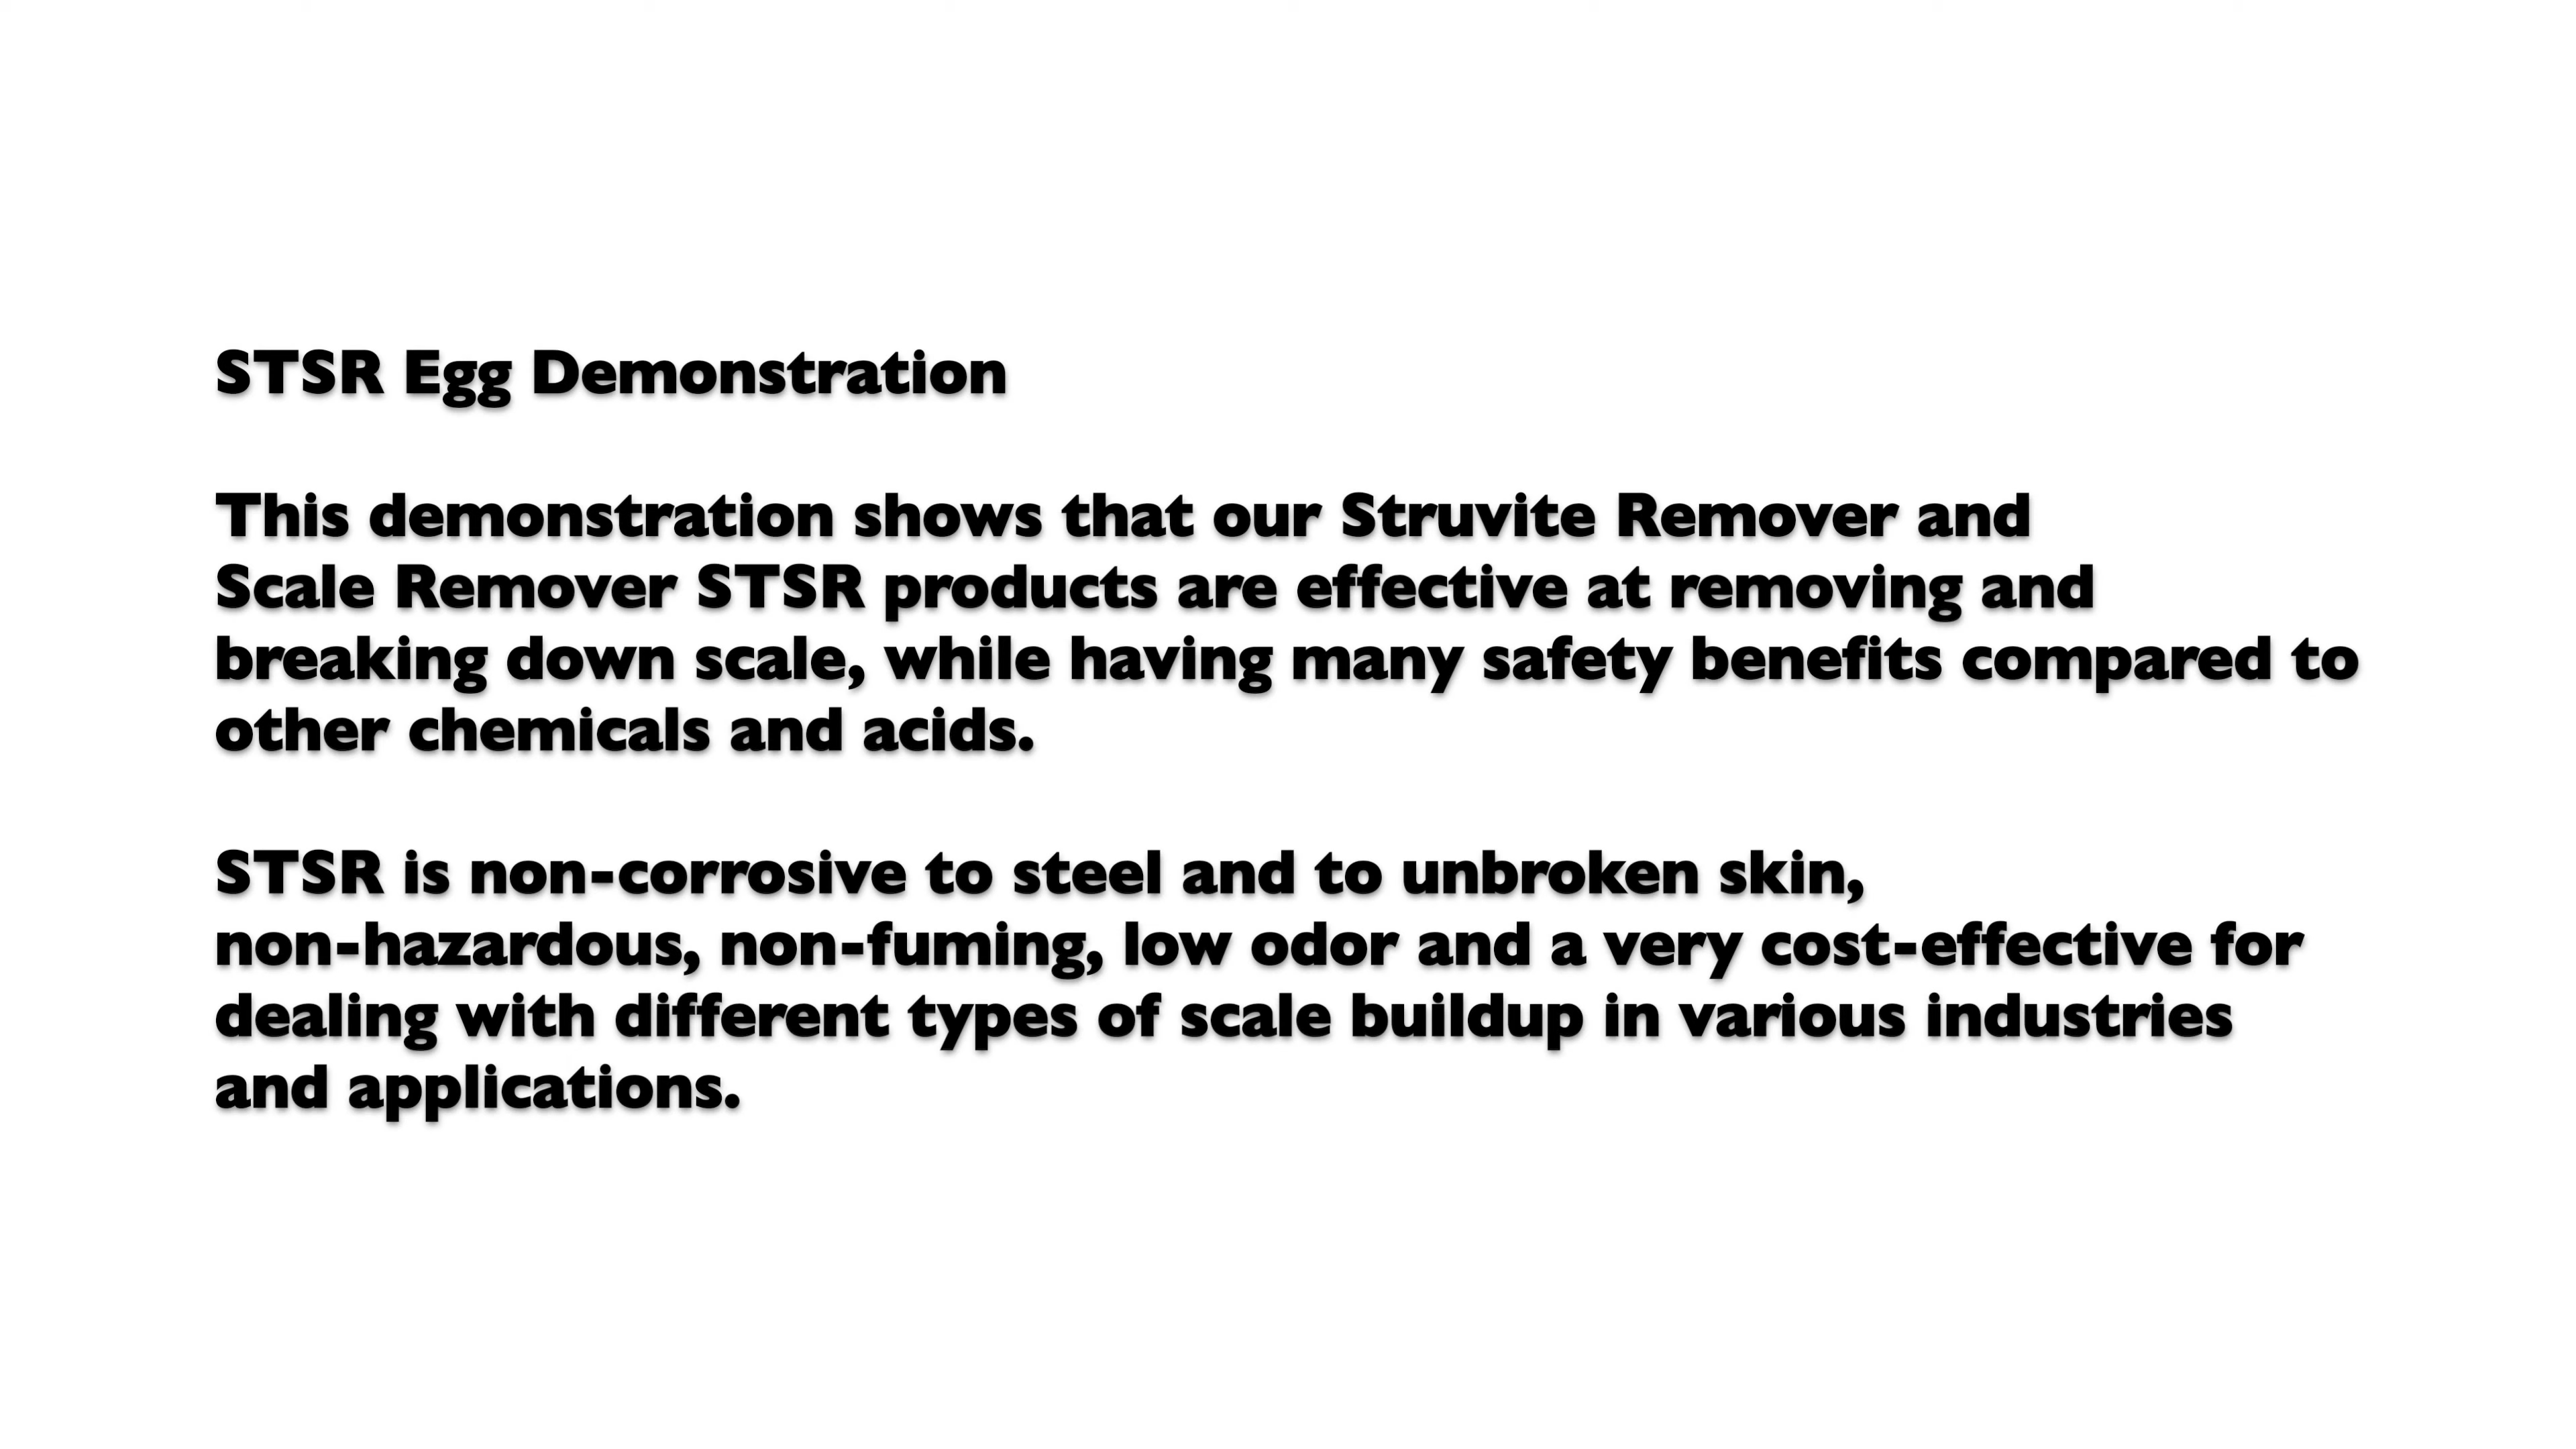 STSR Egg Demonstration
This demonstration shows that our Struvite Remover and
Scale Remover STSR products are effective at removing and
breaking down scale, while having many safety benefits compared to
other chemicals and acids.
STSR is non-corrosive to steel and to unbroken skin,
non-hazardous, non-fuming, low odor and a very cost-effective for
dealing with different types of scale buildup in various industries
and applications.